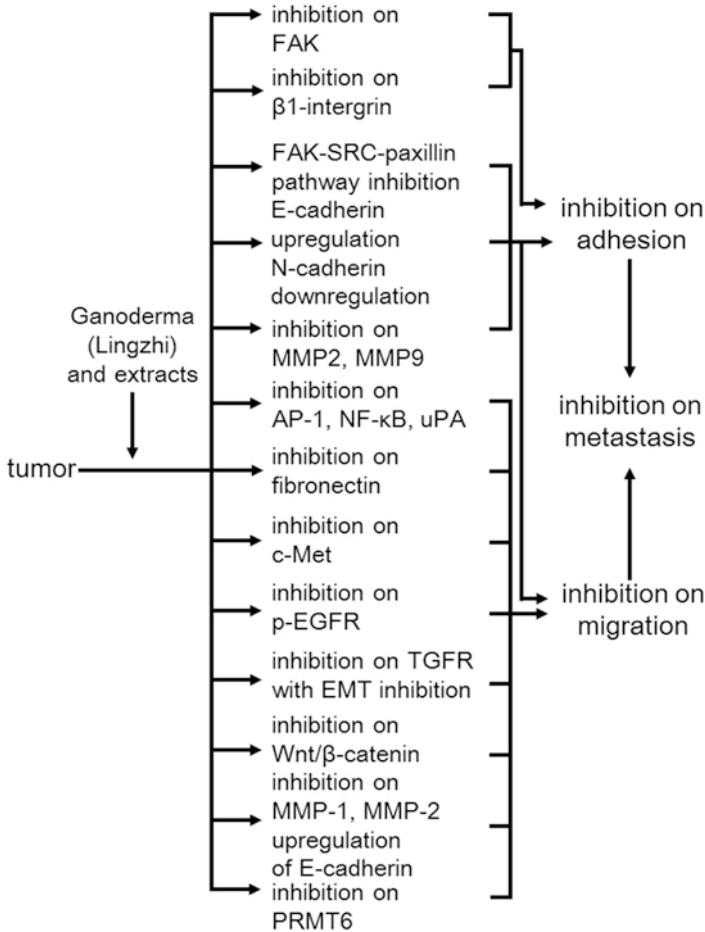 inhibition on
FAK
inhibition on
β1-intergrin
FAK-SRC-paxillin
pathway inhibition
E-cadherin
upregulation
N-cadherin
downregulation
inhibition on
MMP2, MMP9
inhibition on
AP-1, NF-κB, uPA
inhibition on
fibronectin
inhibition on
c-Met
inhibition on
p-EGFR
inhibition on TGFR
with EMT inhibition
inhibition on
Wnt/β-catenin
inhibition on
MMP-1, MMP-2
upregulation
of E-cadherin
inhibition on
PRMT6
Ganoderma
(Lingzhi)
and extracts
tumor
inhibition on
adhesion
inhibition on
metastasis
inhibition on
migration